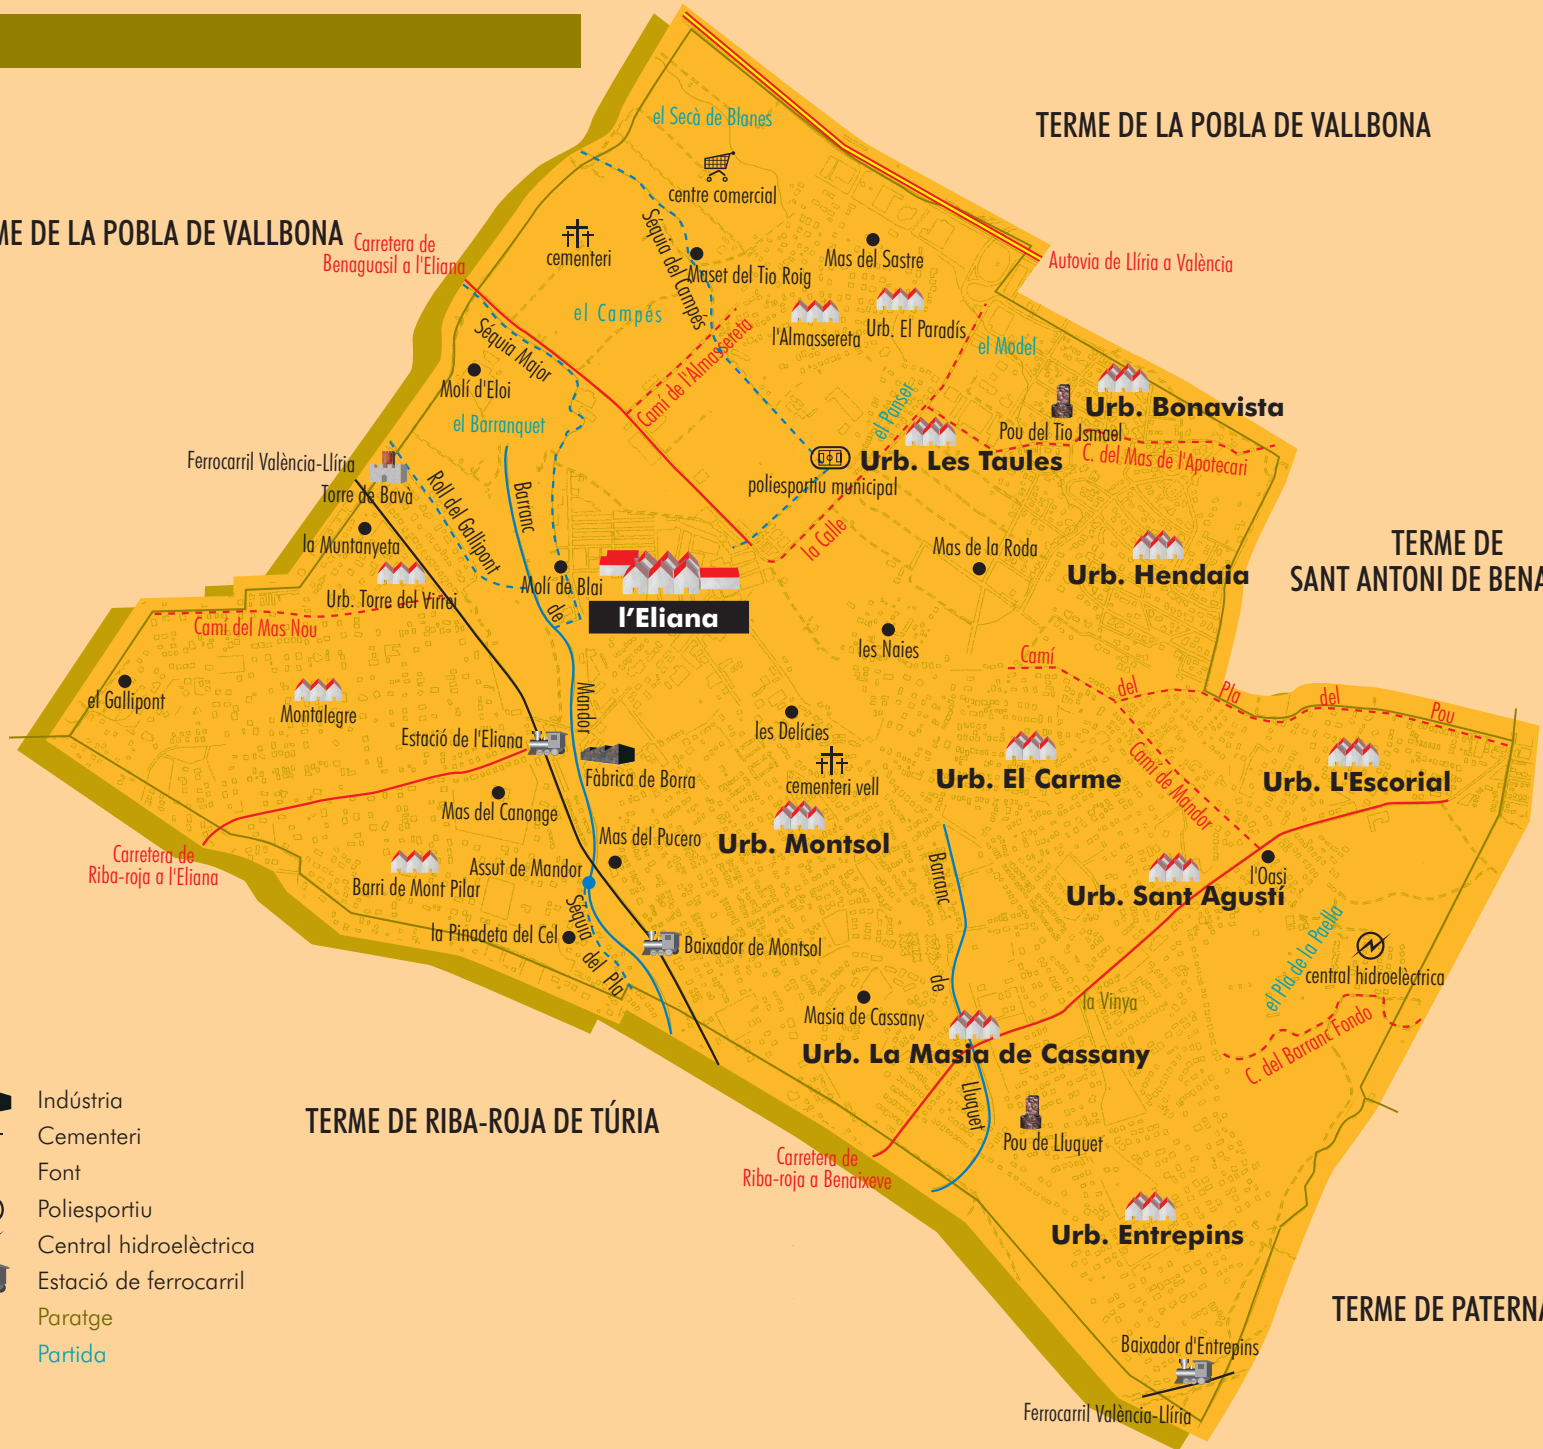 TERME DE LA POBLA DE VALLBONA
DE LA POBLA DE VALLBONA
Carretera de
Benaguasil a l'Eliana
el Secà de Blanes
centre comercial
cementeri
Séquia del Campés
Maset del Tio Roig
Mas del Sastre
Autovia de Llíria a València
el Campés
l'Almassereta
Urb. El Paradís
el Model
Séquia Major
Camí de l'Almassereta
Molí d'Eloi
el Barranquet
el Panser
Urb. Bonavista
Pou del Tio Ismael
C. del Mas de l'Apotecari
Urb. Les Taules
poliesportiu municipal
Ferrocarril València-Llíria
Torre de Bavà
Roll del Gallipont
Barranc
de
Mandor
la Muntanyeta
la Calle
Mas de la Roda
Urb. Hendaia
TERME DE
SANT ANTONI DE
Urb. Torre del Virrei
Molí de Blai
l'Eliana
Camí del Mas Nou
les Naies
Camí
del
Pla
del
Pou
el Gallipont
Montalegre
Estació de l'Eliana
Fàbrica de Borra
les Delícies
cementeri vell
Urb. El Carme
Camí de Mandor
Urb. L'Escorial
Mas del Canonge
Mas del Pucero
Urb. Montsol
Carretera de
Riba-roja a l'Eliana
Barri de Mont Pilar
Assut de Mandor
Barranc
de
Lluquet
l'Oasi
Urb. Sant Agustí
la Pinadeta del Cel
Séquia
del Pla
Baixador de Montsol
el Pla de la Paella
central hidroelèctrica
Masia de Cassany
la Vinya
Urb. La Masia de Cassany
C. del Barranc Fondo
Pou de Lluquet
TERME DE RIBA-ROJA DE TÚRIA
Carretera de
Riba-roja a Benaixeve
Urb. Entrepins
TERME DE PATERNA
Baixador d'Entrepins
Ferrocarril València-Llíria
Indústria
Cementeri
Font
Poliesportiu
Central hidroelèctrica
Estació de ferrocarril
Paratge
Partida